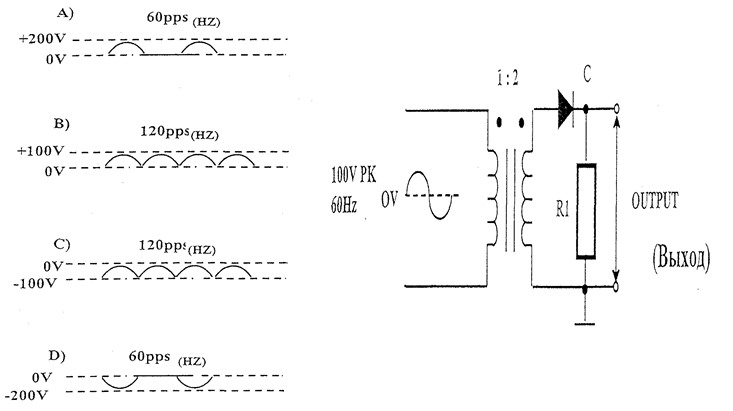 A)
60pps (HZ)
+200V
0V
B)
120pps(HZ)
+100V
0V
C)
120pps(HZ)
0V
-100V
D)
60pps (HZ)
0V
-200V
1:2
C
100V PK
60Hz
0V
R1
OUTPUT
(Выход)